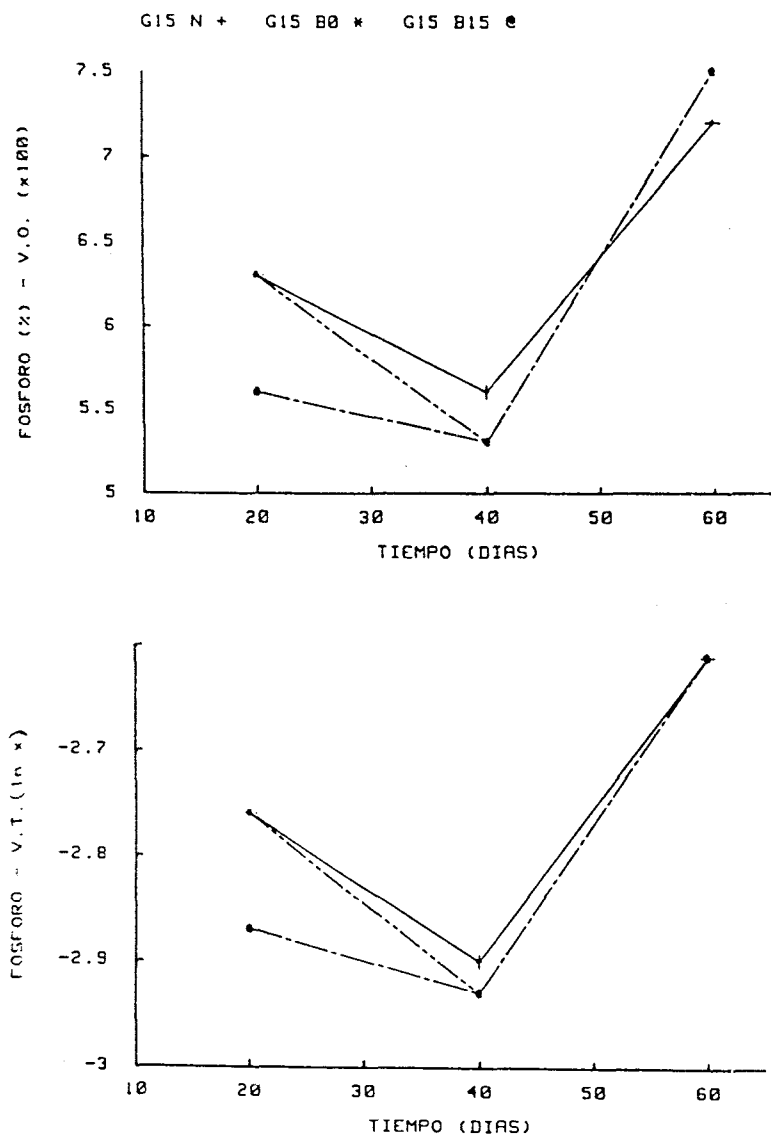 G15 N + G15 B0 * G15 B15 @
FOSFORO (%) - V.O. (x100)
7.5
7
6.5
6
5.5
5
10 20 30 40 50 60
TIEMPO (DIAS)
FOSFORO - V.T.(ln x)
-2.7
-2.8
-2.9
-3
10 20 30 40 50 60
TIEMPO (DIAS)